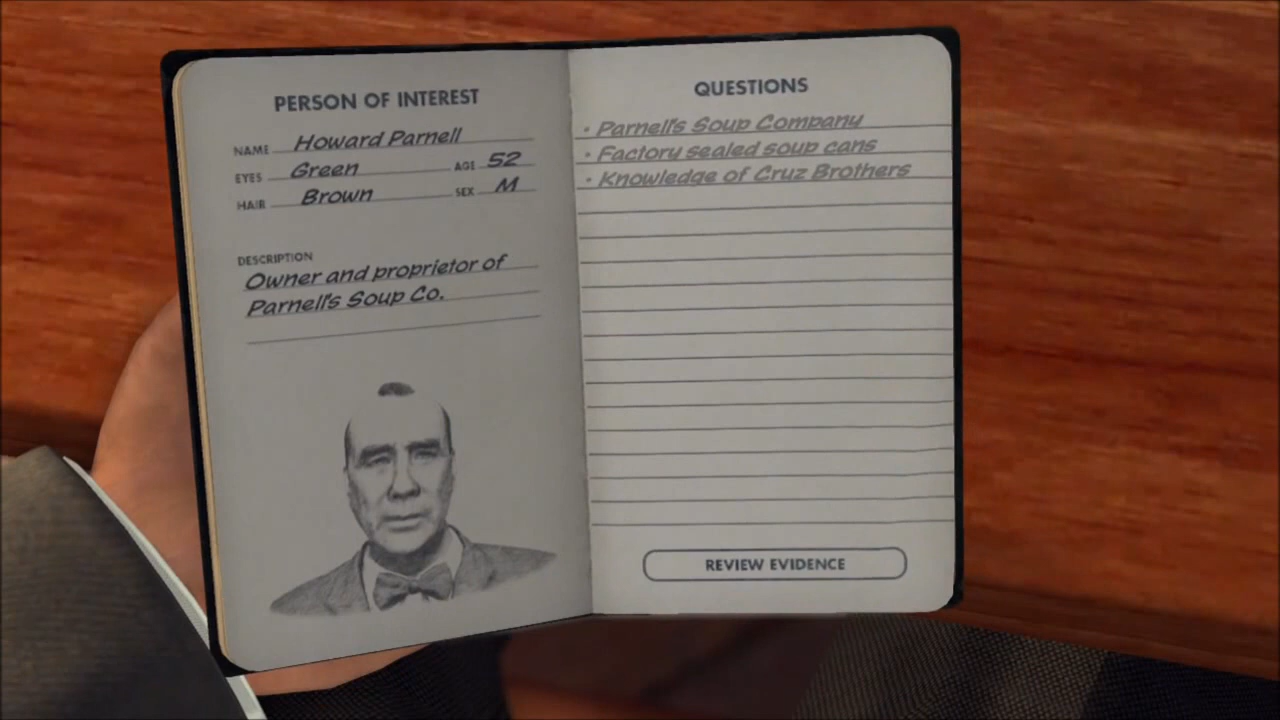 PERSON OF INTEREST
NAME Howard Parnell
EYES Green AGE 52
HAIR Brown SEX M
DESCRIPTION
Owner and proprietor of
Parnell's Soup Co.
QUESTIONS
• Parnell's Soup Company
• Factory sealed soup cans
• Knowledge of Cruz Brothers
REVIEW EVIDENCE